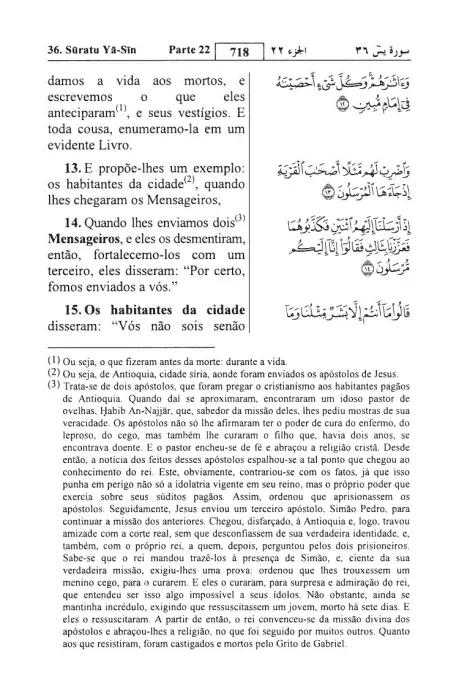 36. Sūratu Yā-Sīn Parte 22 718 الجزء ٢٢ سورة يس ٣٦
damos a vida aos mortos, e
escrevemos o que eles
anteciparam(1), e seus vestígios. E
toda cousa, enumeramo-la em um
evidente Livro.
13. E propõe-lhes um exemplo:
os habitantes da cidade(2), quando
lhes chegaram os Mensageiros,
14. Quando lhes enviamos dois(3)
Mensageiros, e eles os desmentiram,
então, fortalecemo-los com um
terceiro, eles disseram: “Por certo,
fomos enviados a vós.”
15. Os habitantes da cidade
disseram: “Vós não sois senão
وَءَاثَٰرَهُمْ وَكُلَّ شَىْءٍ أَحْصَيْنَٰهُ
فِىٓ إِمَامٍ مُّبِينٍ ١٢
وَٱضْرِبْ لَهُم مَّثَلًا أَصْحَٰبَ ٱلْقَرْيَةِ
إِذْ جَآءَهَا ٱلْمُرْسَلُونَ ١٣
إِذْ أَرْسَلْنَآ إِلَيْهِمُ ٱثْنَيْنِ فَكَذَّبُوهُمَا
فَعَزَّزْنَا بِثَالِثٍ فَقَالُوٓا۟ إِنَّآ إِلَيْكُم
مُّرْسَلُونَ ١٤
قَالُوا۟ مَآ أَنتُمْ إِلَّا بَشَرٌ مِّثْلُنَا وَمَآ
(1) Ou seja, o que fizeram antes da morte: durante a vida.
(2) Ou seja, de Antioquia, cidade síria, aonde foram enviados os apóstolos de Jesus.
(3) Trata-se de dois apóstolos, que foram pregar o cristianismo aos habitantes pagãos
de Antioquia. Quando daí se aproximaram, encontraram um idoso pastor de
ovelhas, Ḥabib An-Najjār, que, sabedor da missão deles, lhes pediu mostras de sua
veracidade. Os apóstolos não só lhe afirmaram ter o poder de cura do enfermo, do
leproso, do cego, mas também lhe curaram o filho que, havia dois anos, se
encontrava doente. E o pastor encheu-se de fé e abraçou a religião cristã. Desde
então, a notícia dos feitos desses apóstolos espalhou-se a tal ponto que chegou ao
conhecimento do rei. Este, obviamente, contrariou-se com os fatos, já que isso
punha em perigo não só a idolatria vigente em seu reino, mas o próprio poder que
exercia sobre seus súditos pagãos. Assim, ordenou que aprisionassem os
apóstolos. Seguidamente, Jesus enviou um terceiro apóstolo, Simão Pedro, para
continuar a missão dos anteriores. Chegou, disfarçado, à Antioquia e, logo, travou
amizade com a corte real, sem que desconfiassem de sua verdadeira identidade, e,
também, com o próprio rei, a quem, depois, perguntou pelos dois prisioneiros.
Sabe-se que o rei mandou trazê-los à presença de Simão, e, ciente da sua
verdadeira missão, exigiu-lhes uma prova: ordenou que lhes trouxessem um
menino cego, para o curarem. E eles o curaram, para surpresa e admiração do rei,
que entendeu ser isso algo impossível a seus ídolos. Não obstante, ainda se
mantinha incrédulo, exigindo que ressuscitassem um jovem, morto há sete dias. E
eles o ressuscitaram. A partir de então, o rei convenceu-se da missão divina dos
apóstolos e abraçou-lhes a religião, no que foi seguido por muitos outros. Quanto
aos que resistiram, foram castigados e mortos pelo Grito de Gabriel.